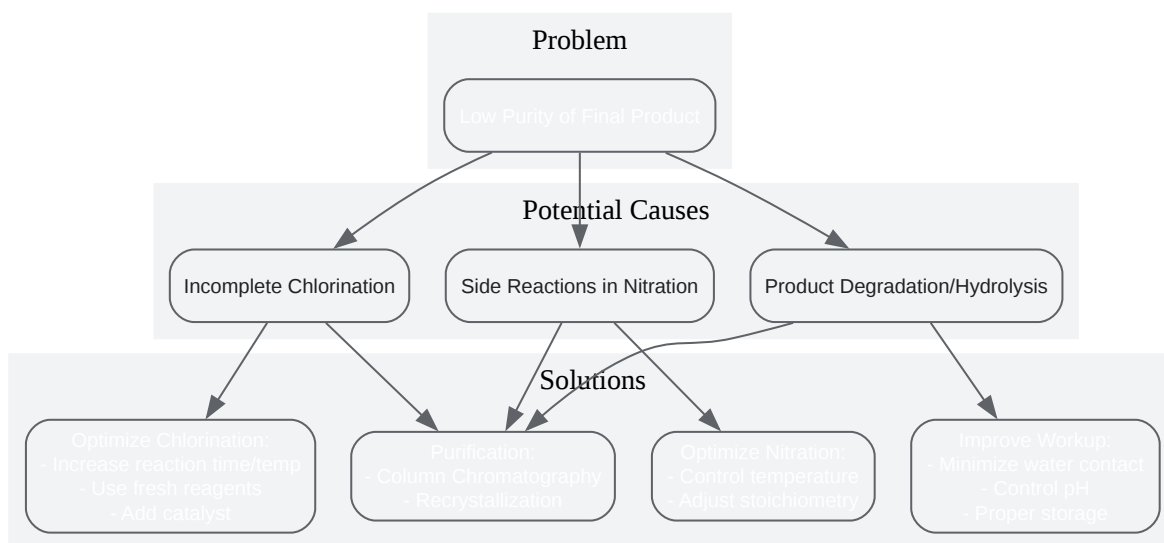 Problem
Low Purity of Final Product
Potential Causes
Incomplete Chlorination
Side Reactions in Nitration
Product Degradation/Hydrolysis
Solutions
Optimize Chlorination:
- Increase reaction time/temp
- Use fresh reagents
- Add catalyst
Purification:
- Column Chromatography
- Recrystallization
Optimize Nitration:
- Control temperature
- Adjust stoichiometry
Improve Workup:
- Minimize water contact
- Control pH
- Proper storage